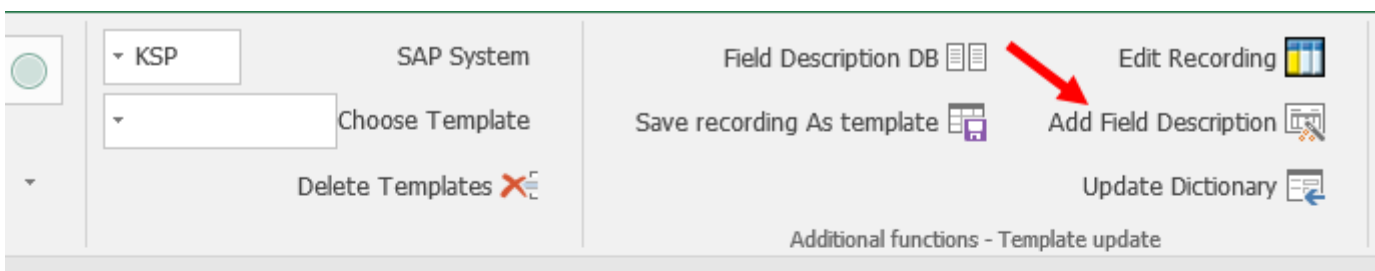 KSP SAP System Field Description DB Edit Recording
Choose Template Save recording As template Add Field Description
Delete Templates Update Dictionary
Additional functions - Template update